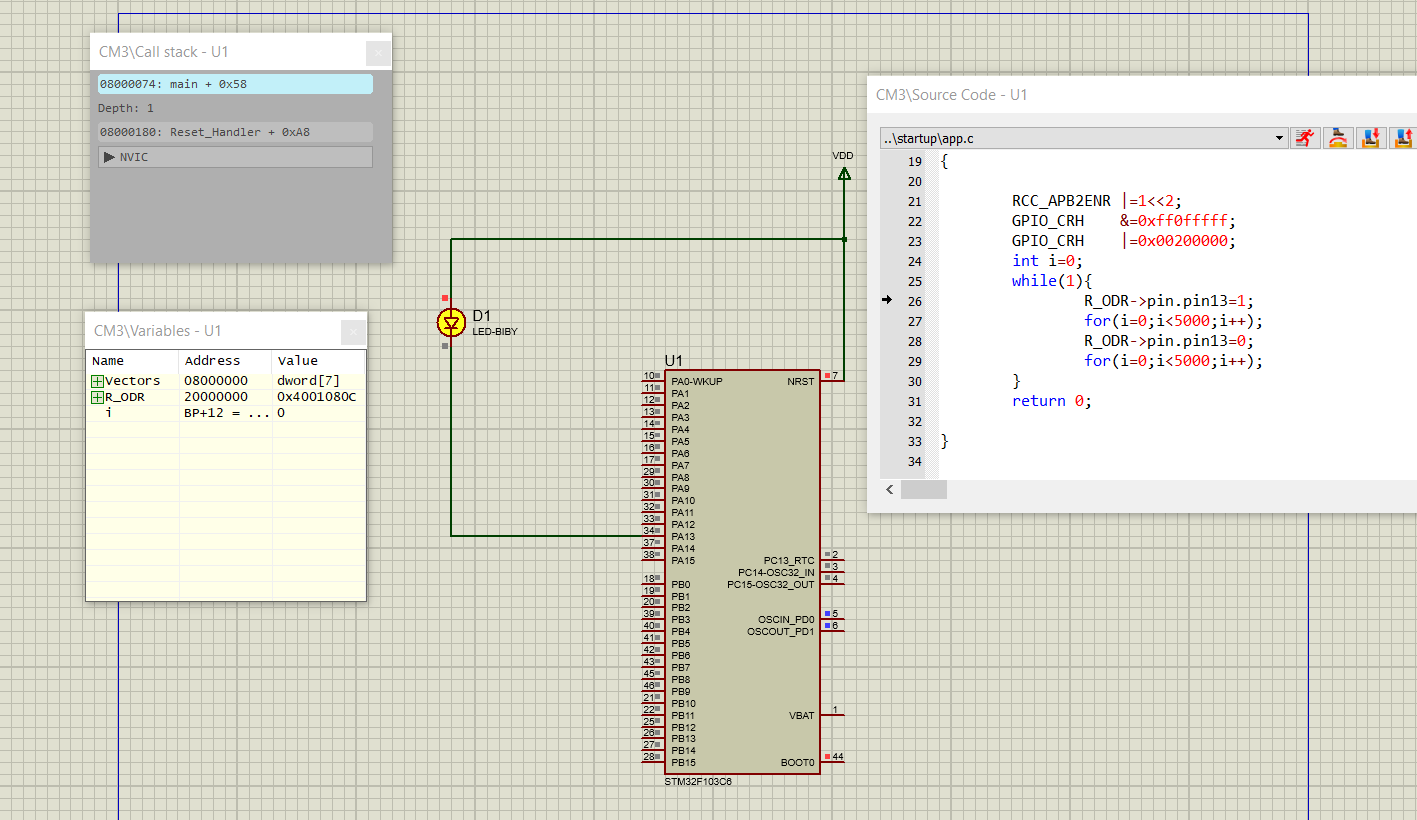 CM3\Call stack - U1
08000074: main + 0x58
Depth: 1
08000180: Reset_Handler + 0xA8
NVIC
CM3\Variables - U1
Name Address Value
Vectors 08000000 dword[7]
R_ODR 20000000 0x4001080C
i BP+12 = ... 0
D1
LED-BIBY
VDD
U1
10 PA0-WKUP
11 PA1
12 PA2
13 PA3
14 PA4
15 PA5
16 PA6
17 PA7
29 PA8
30 PA9
31 PA10
32 PA11
33 PA12
34 PA13
37 PA14
38 PA15
18 PB0
19 PB1
20 PB2
39 PB3
40 PB4
41 PB5
42 PB6
43 PB7
45 PB8
46 PB9
21 PB10
22 PB11
25 PB12
26 PB13
27 PB14
28 PB15
NRST 7
PC13_RTC 2
PC14-OSC32_IN 3
PC15-OSC32_OUT 4
OSCIN_PD0 5
OSCOUT_PD1 6
VBAT 1
BOOT0 44
STM32F103C6
CM3\Source Code - U1
..\startup\app.c
19 {
20
21 RCC_APB2ENR |=1<<2;
22 GPIO_CRH &=0xff0fffff;
23 GPIO_CRH |=0x00200000;
24 int i=0;
25 while(1){
26 R_ODR->pin.pin13=1;
27 for(i=0;i<5000;i++);
28 R_ODR->pin.pin13=0;
29 for(i=0;i<5000;i++);
30 }
31 return 0;
32
33 }
34